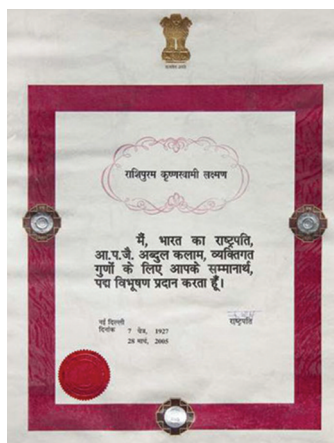 राशिपुरम कृष्णस्वामी लक्ष्मण
मैं, भारत का राष्ट्रपति,
आ.प.जै. अब्दुल कलाम, व्यक्तिगत
गुणों के लिए आपके सम्मानार्थ,
पद्म विभूषण प्रदान करता हूँ।
राष्ट्रपति
नई दिल्ली
दिनांक 7 चैत्र, 1927
28 मार्च, 2005